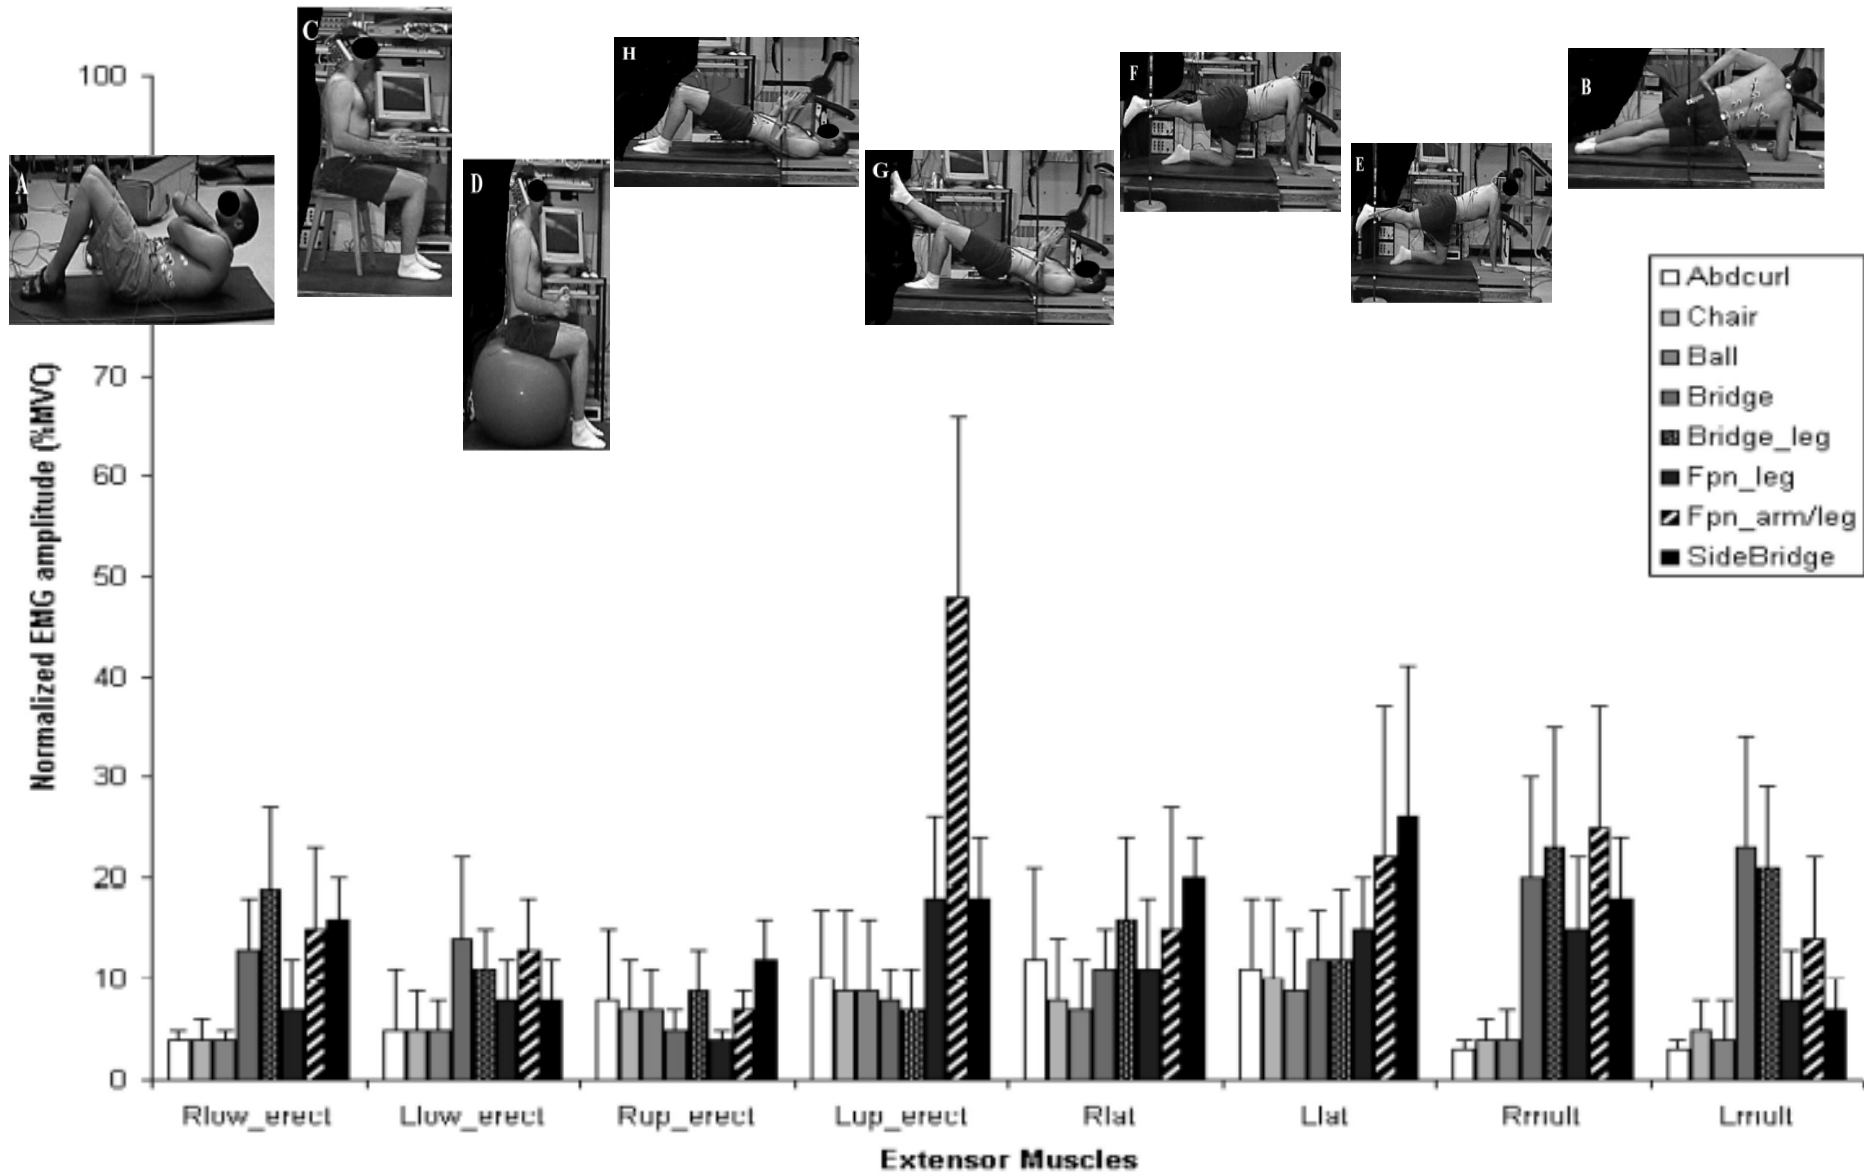 C
H
F
B
100
A
D
G
E
Abdcurl
Chair
Ball
Bridge
Bridge_leg
Fpn_leg
Fpn_arm/leg
SideBridge
70
60
50
40
30
20
10
0
Normalized EMG amplitude (%MVC)
Rlow_erect Llow_erect Rup_erect Lup_erect Rlat Llat Rmult Lmult
Extensor Muscles